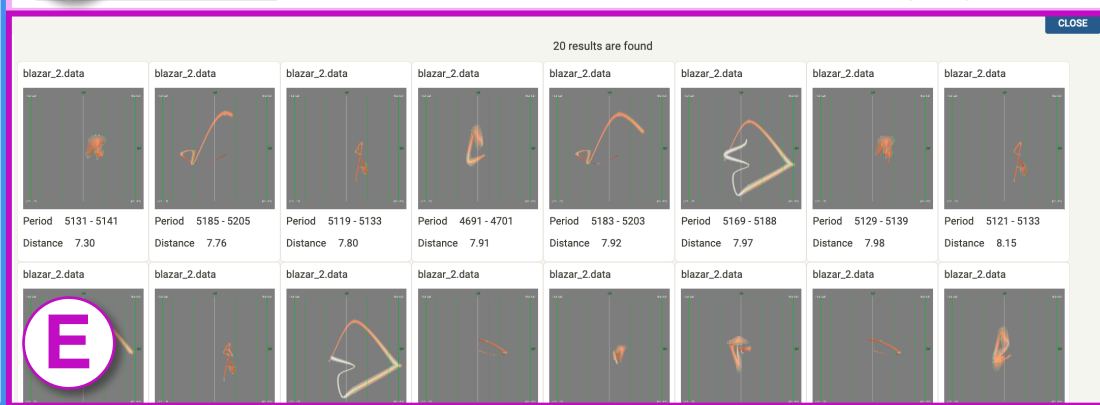 CLOSE
20 results are found
blazar_2.data blazar_2.data blazar_2.data blazar_2.data blazar_2.data blazar_2.data blazar_2.data blazar_2.data
Period 5131 - 5141 Period 5185 - 5205 Period 5119 - 5133 Period 4691 - 4701 Period 5183 - 5203 Period 5169 - 5188 Period 5129 - 5139 Period 5121 - 5133
Distance 7.30 Distance 7.76 Distance 7.80 Distance 7.91 Distance 7.92 Distance 7.97 Distance 7.98 Distance 8.15
blazar_2.data blazar_2.data blazar_2.data blazar_2.data blazar_2.data blazar_2.data blazar_2.data blazar_2.data
E